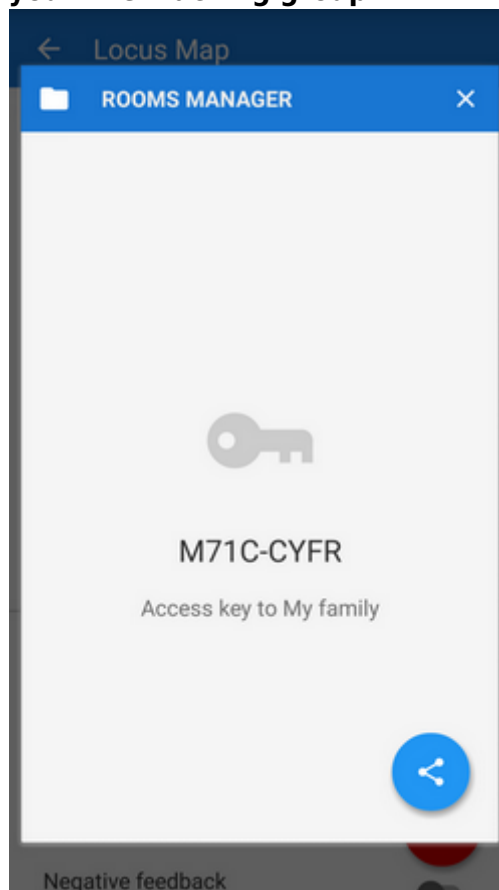 Locus Map
ROOMS MANAGER
M71C-CYFR
Access key to My family
Negative feedback